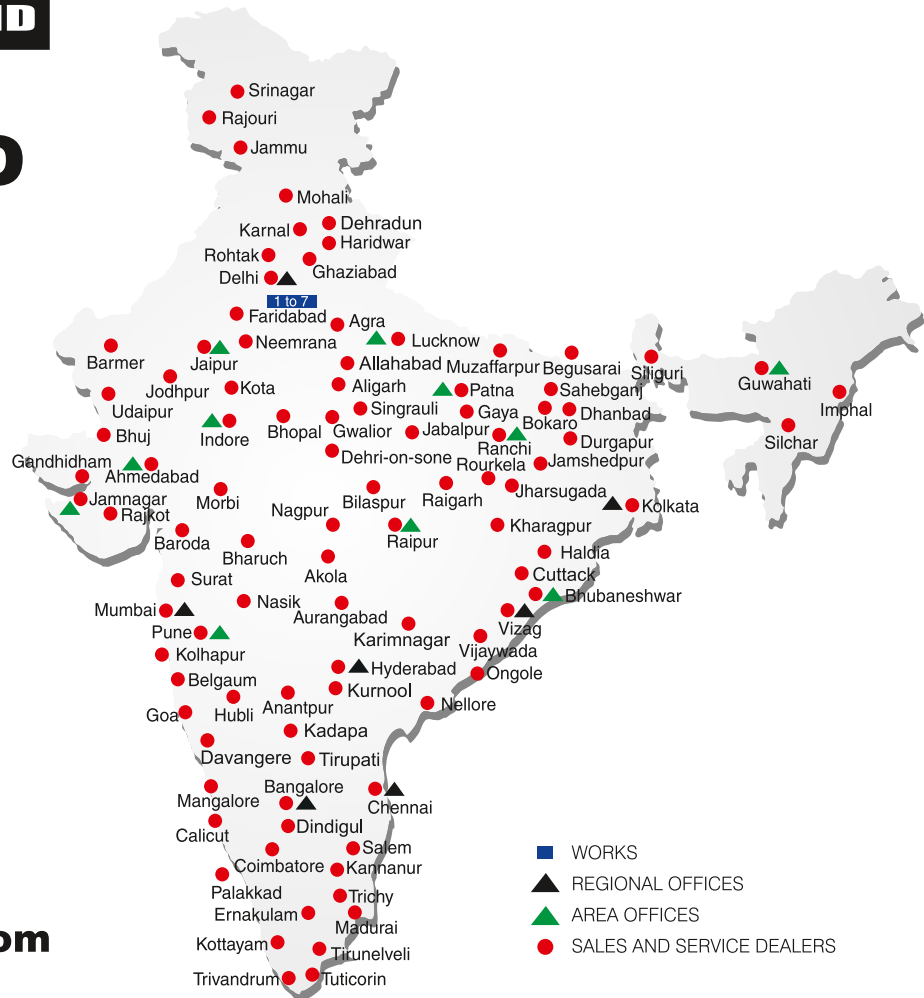 Srinagar
Rajouri
Jammu
Mohali
Dehradun
Karnal
Haridwar
Rohtak
Ghaziabad
Delhi
1 to 7
Faridabad
Agra
Neemrana
Lucknow
Barmer
Jaipur
Allahabad
Muzaffarpur
Begusarai
Siliguri
Guwahati
Jodhpur
Kota
Aligarh
Patna
Sahebganj
Imphal
Udaipur
Singrauli
Gaya
Bokaro
Dhanbad
Bhuj
Indore
Bhopal
Gwalior
Jabalpur
Ranchi
Durgapur
Silchar
Gandhidham
Ahmedabad
Dehri-on-sone
Rourkela
Jamshedpur
Jamnagar
Morbi
Bilaspur
Raigarh
Jharsugada
Kolkata
Rajkot
Nagpur
Raipur
Kharagpur
Baroda
Bharuch
Haldia
Akola
Cuttack
Surat
Bhubaneshwar
Mumbai
Nasik
Aurangabad
Vizag
Pune
Karimnagar
Vijaywada
Kolhapur
Hyderabad
Ongole
Belgaum
Kurnool
Goa
Hubli
Anantpur
Nellore
Kadapa
Davangere
Tirupati
Bangalore
Mangalore
Chennai
Calicut
Dindigul
Salem
Coimbatore
Kannanur
Palakkad
Trichy
Ernakulam
Madurai
Kottayam
Tirunelveli
Trivandrum
Tuticorin
WORKS
REGIONAL OFFICES
AREA OFFICES
SALES AND SERVICE DEALERS
om